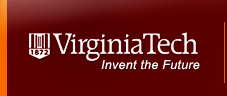 1872
VirginiaTech
Invent the Future